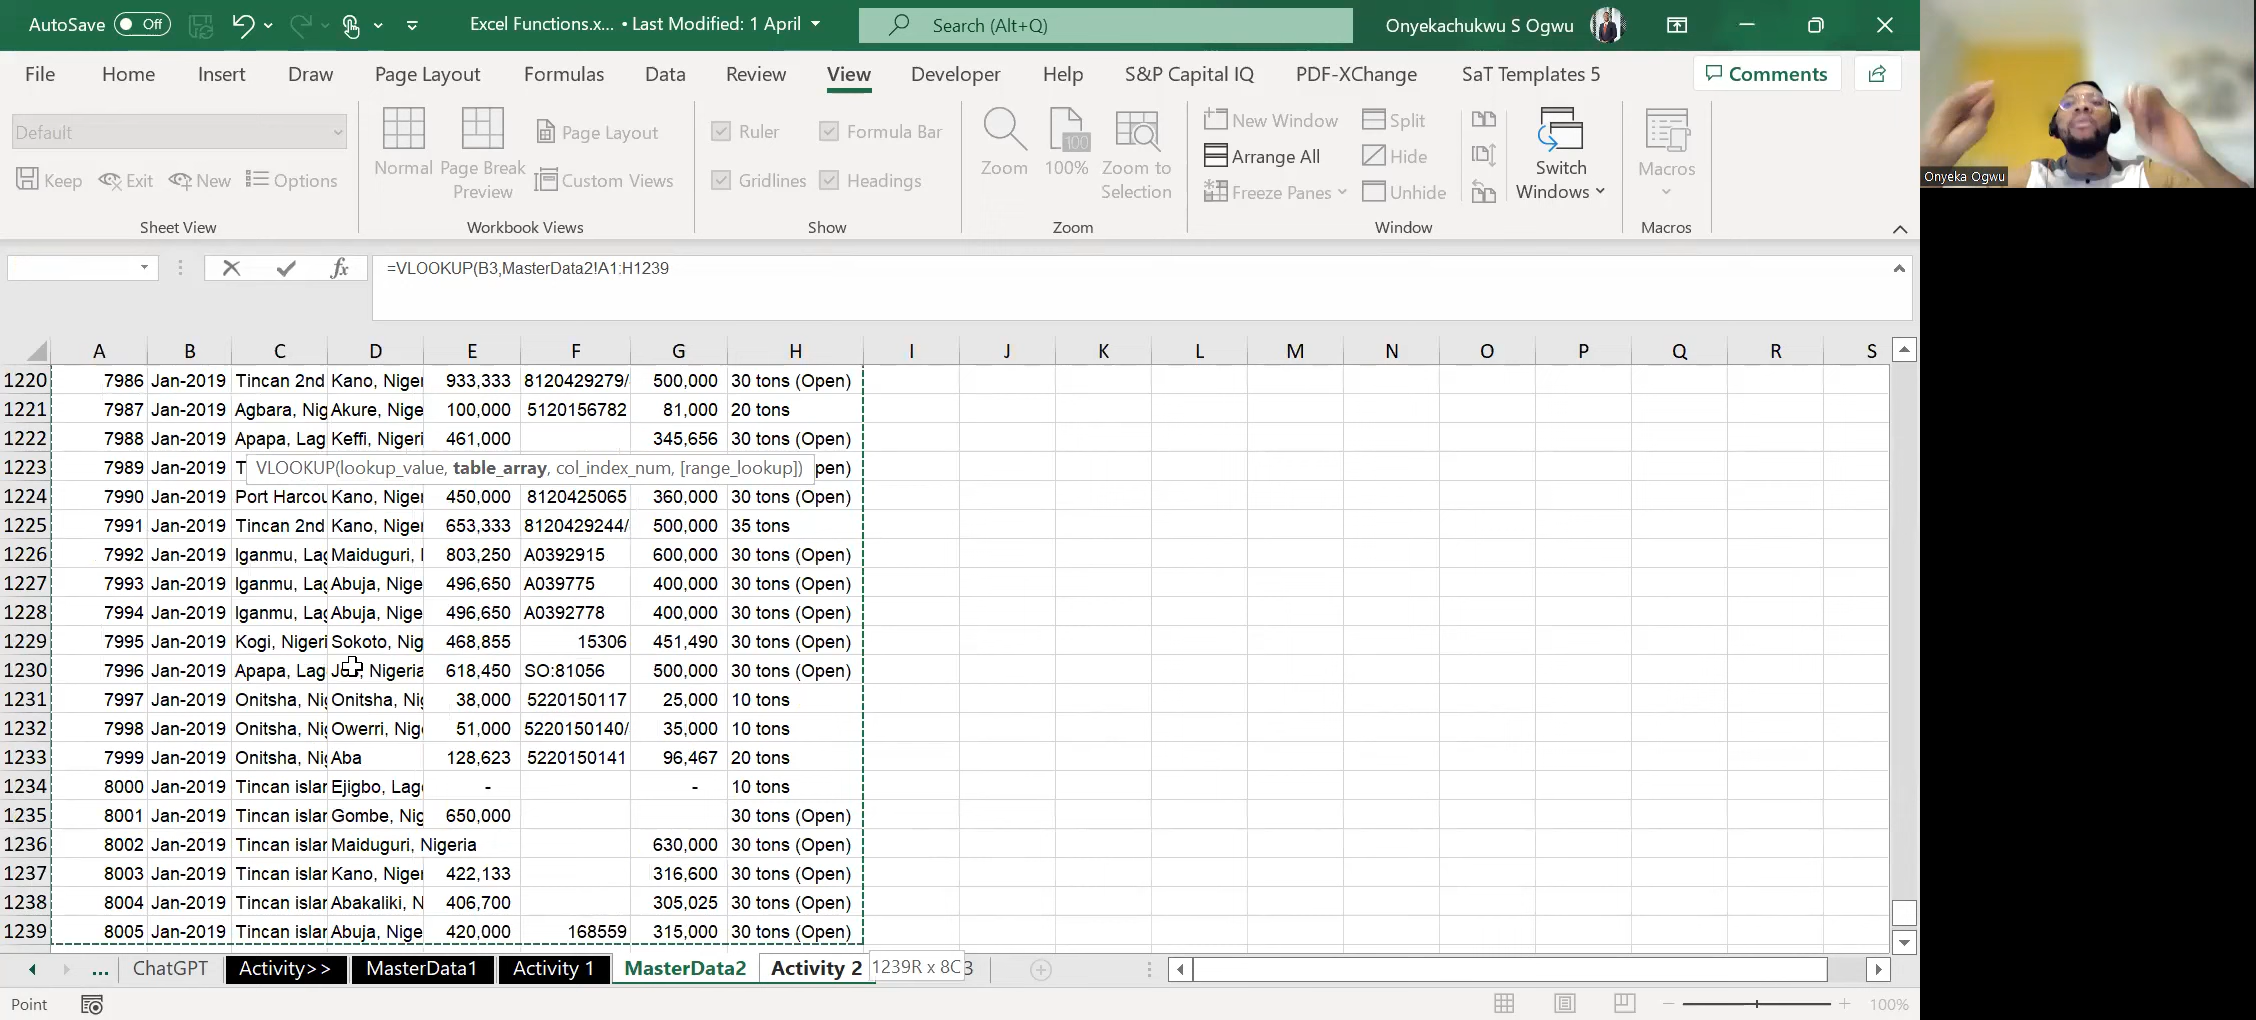 AutoSave Off Excel Functions.x... • Last Modified: 1 April Search (Alt+Q) Onyekachukwu S Ogwu
File Home Insert Draw Page Layout Formulas Data Review View Developer Help S&P Capital IQ PDF-XChange SaT Templates 5 Comments
Default
Keep Exit New Options
Sheet View
Normal Page Break Preview Page Layout Custom Views
Workbook Views
Ruler Formula Bar
Gridlines Headings
Show
Zoom 100% Zoom to Selection
Zoom
New Window Split
Arrange All Hide
Freeze Panes Unhide
Switch Windows
Window
Macros
Macros
Onyeka Ogwu
fx =VLOOKUP(B3,MasterData2!A1:H1239
A B C D E F G H I J K L M N O P Q R S
1220 7986 Jan-2019 Tincan 2nd Kano, Niger 933,333 8120429279/ 500,000 30 tons (Open)
1221 7987 Jan-2019 Agbara, Nig Akure, Nige 100,000 5120156782 81,000 20 tons
1222 7988 Jan-2019 Apapa, Lag Keffi, Nigeri 461,000 345,656 30 tons (Open)
1223 7989 Jan-2019 T VLOOKUP(lookup_value, table_array, col_index_num, [range_lookup]) pen)
1224 7990 Jan-2019 Port Harcou Kano, Niger 450,000 8120425065 360,000 30 tons (Open)
1225 7991 Jan-2019 Tincan 2nd Kano, Niger 653,333 8120429244/ 500,000 35 tons
1226 7992 Jan-2019 Iganmu, Lag Maiduguri, 803,250 A0392915 600,000 30 tons (Open)
1227 7993 Jan-2019 Iganmu, Lag Abuja, Nige 496,650 A039775 400,000 30 tons (Open)
1228 7994 Jan-2019 Iganmu, Lag Abuja, Nige 496,650 A0392778 400,000 30 tons (Open)
1229 7995 Jan-2019 Kogi, Nigeri Sokoto, Nig 468,855 15306 451,490 30 tons (Open)
1230 7996 Jan-2019 Apapa, Lag Nigeria 618,450 SO:81056 500,000 30 tons (Open)
1231 7997 Jan-2019 Onitsha, Nig Onitsha, Nig 38,000 5220150117 25,000 10 tons
1232 7998 Jan-2019 Onitsha, Nig Owerri, Nige 51,000 5220150140/ 35,000 10 tons
1233 7999 Jan-2019 Onitsha, Nig Aba 128,623 5220150141 96,467 20 tons
1234 8000 Jan-2019 Tincan islar Ejigbo, Lago - - 10 tons
1235 8001 Jan-2019 Tincan islar Gombe, Nig 650,000 30 tons (Open)
1236 8002 Jan-2019 Tincan islar Maiduguri, Nigeria 630,000 30 tons (Open)
1237 8003 Jan-2019 Tincan islar Kano, Niger 422,133 316,600 30 tons (Open)
1238 8004 Jan-2019 Tincan islar Abakaliki, N 406,700 305,025 30 tons (Open)
1239 8005 Jan-2019 Tincan islar Abuja, Nige 420,000 168559 315,000 30 tons (Open)
... ChatGPT Activity>> MasterData1 Activity 1 MasterData2 Activity 2 1239R x 8C 3
Point 100%